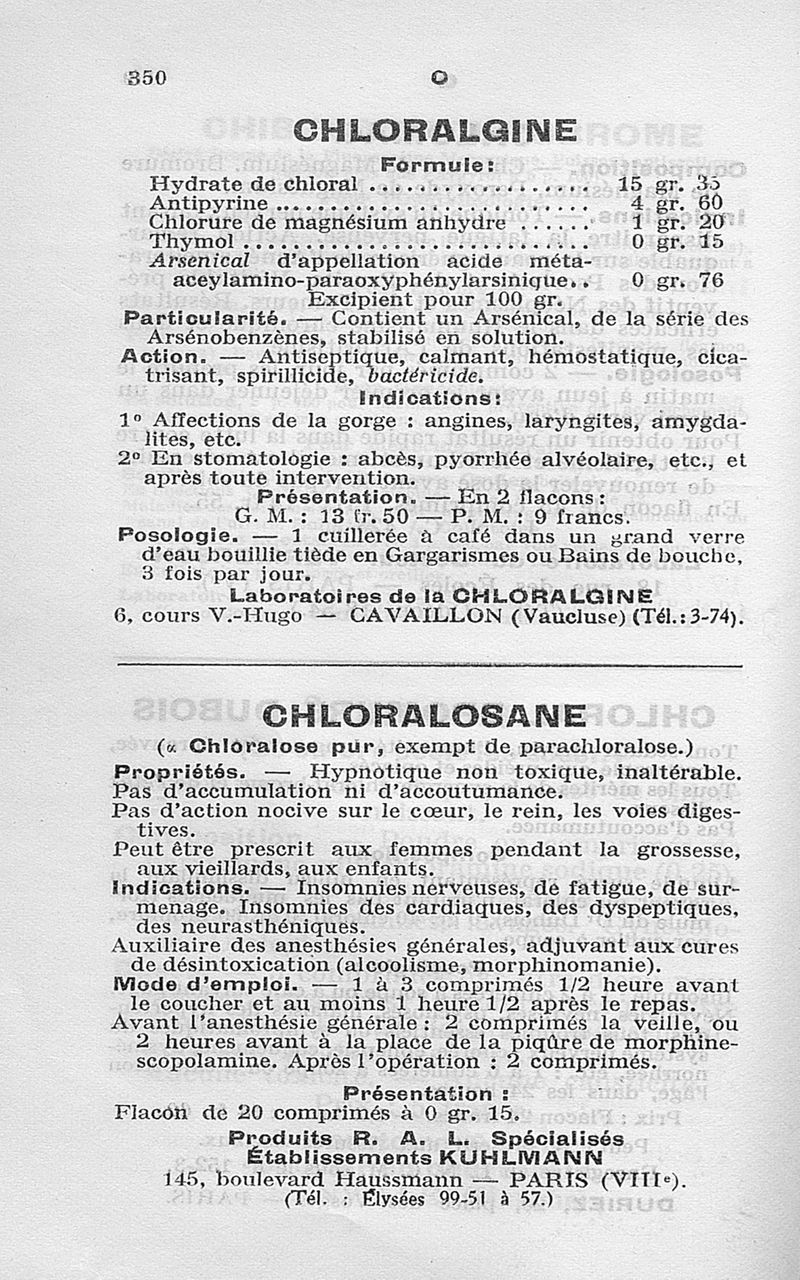 350
C
CHLORALGINE
Formule:
Hydrate de chloral .................. 15 gr. 35
Antipyrine .......................... 4 gr. 60
Chlorure de magnésium anhydre ...... 1 gr. 20
Thymol ............................. 0 gr. 15
Arsenical d'appellation acide méta-
aceylamino-paraoxyphénylarsinique.. 0 gr. 76
Excipient pour 100 gr.
Particularité. — Contient un Arsénical, de la série des
Arsénobenzènes, stabilisé en solution.
Action. — Antiseptique, calmant, hémostatique, cica-
trisant, spirillicide, bactéricide.
Indications:
1º Affections de la gorge : angines, laryngites, amygda-
lites, etc.
2º En stomatologie : abcès, pyorrhée alvéolaire, etc., et
après toute intervention.
Présentation. — En 2 flacons :
G. M. : 13 fr. 50 — P. M. : 9 francs.
Posologie. — 1 cuillerée à café dans un grand verre
d'eau bouillie tiède en Gargarismes ou Bains de bouche,
3 fois par jour.
Laboratoires de la CHLORALGINE
6, cours V.-Hugo — CAVAILLON (Vaucluse) (Tél.: 3-74).
CHLORALOSANE
(« Chloralose pur, exempt de parachloralose.)
Propriétés. — Hypnotique non toxique, inaltérable.
Pas d'accumulation ni d'accoutumance.
Pas d'action nocive sur le cœur, le rein, les voies diges-
tives.
Peut être prescrit aux femmes pendant la grossesse,
aux vieillards, aux enfants.
Indications. — Insomnies nerveuses, de fatigue, de sur-
menage. Insomnies des cardiaques, des dyspeptiques,
des neurasthéniques.
Auxiliaire des anesthésies générales, adjuvant aux cures
de désintoxication (alcoolisme, morphinomanie).
Mode d'emploi. — 1 à 3 comprimés 1/2 heure avant
le coucher et au moins 1 heure 1/2 après le repas.
Avant l'anesthésie générale : 2 comprimés la veille, ou
2 heures avant à la place de la piqûre de morphine-
scopolamine. Après l'opération : 2 comprimés.
Présentation :
Flacon de 20 comprimés à 0 gr. 15.
Produits R. A. L. Spécialisés
Établissements KUHLMANN
145, boulevard Haussmann — PARIS (VIIIe).
(Tél. : Élysées 99-51 à 57.)